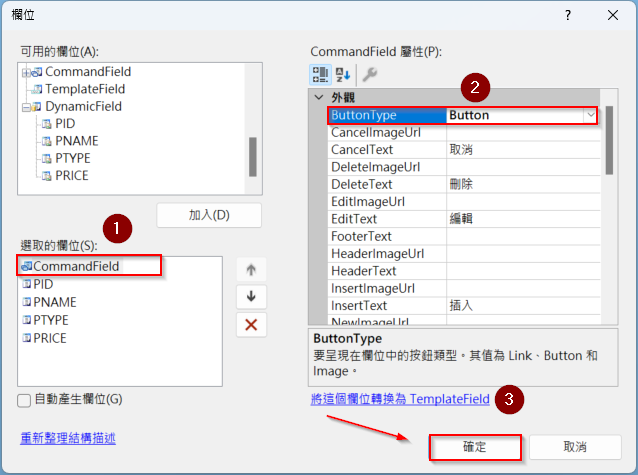 欄位
?
可用的欄位(A):
CommandField
TemplateField
DynamicField
PID
PNAME
PTYPE
PRICE
加入(D)
1
選取的欄位(S):
CommandField
PID
PNAME
PTYPE
PRICE
自動產生欄位(G)
重新整理結構描述
CommandField 屬性(P):
2
外觀
ButtonType Button
CancelImageUrl
CancelText 取消
DeleteImageUrl
DeleteText 刪除
EditImageUrl
EditText 編輯
FooterText
HeaderImageUrl
HeaderText
InsertImageUrl
InsertText 插入
NewImageUrl
ButtonType
要呈現在欄位中的按鈕類型。其值為 Link、Button 和
Image。
將這個欄位轉換為 TemplateField
3
確定
取消